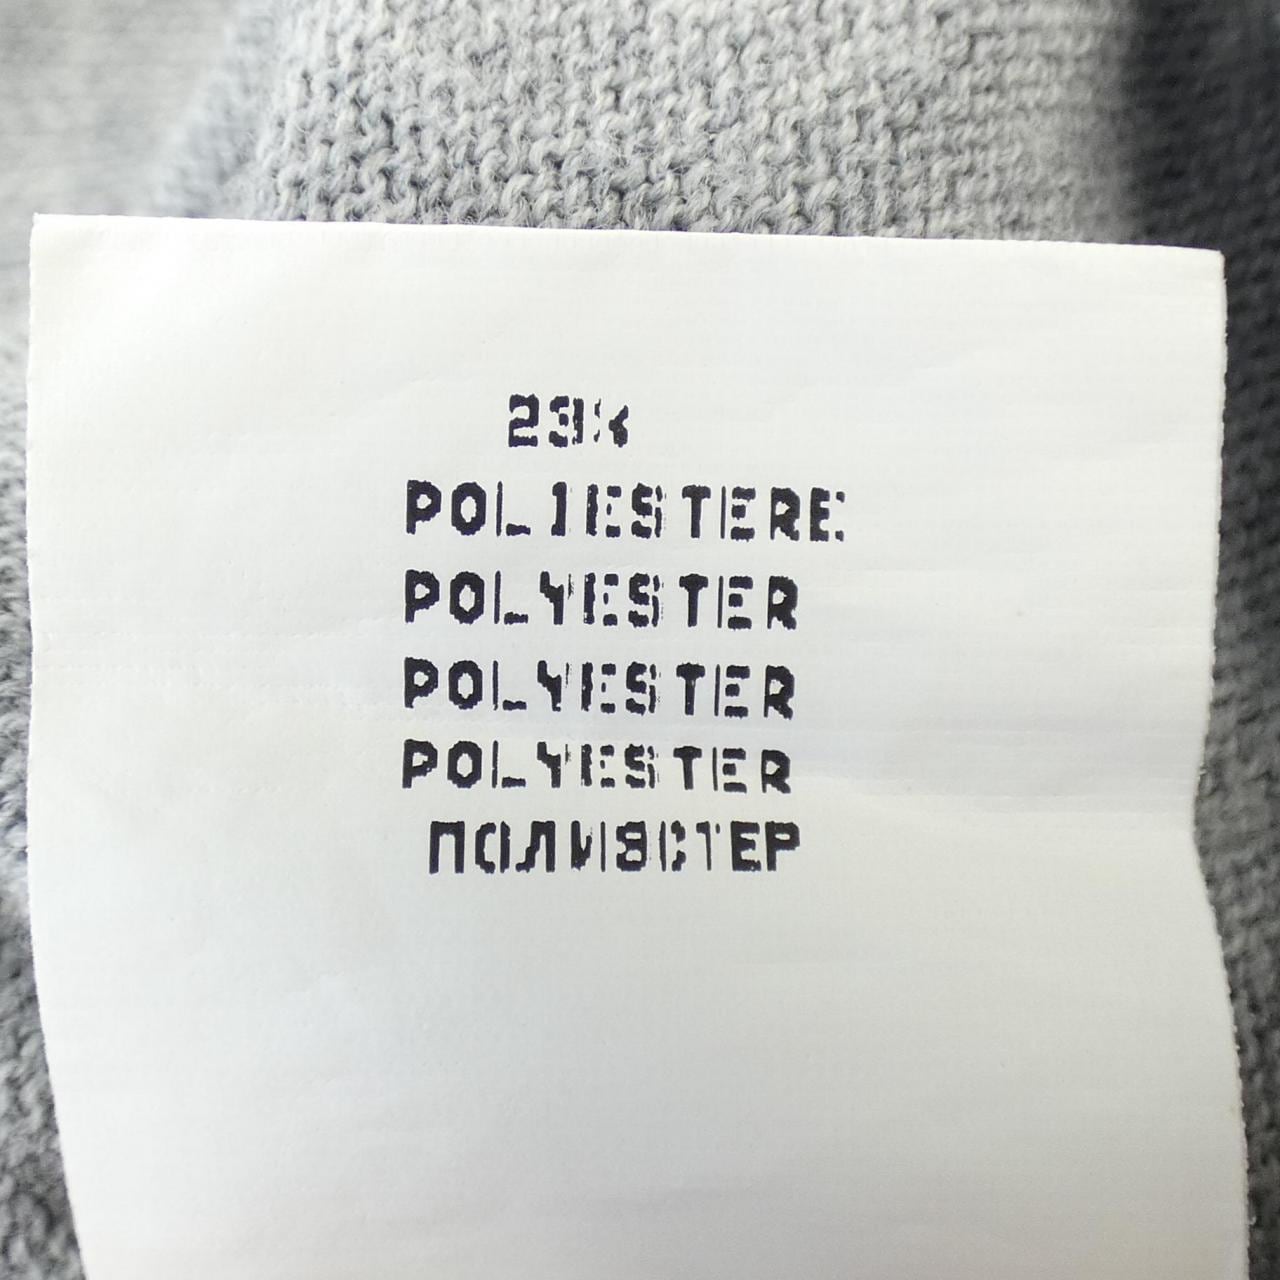 23%
POLIESTERE
POLYESTER
POLYESTER
POLYESTER
ПОЛИЭСТЕР